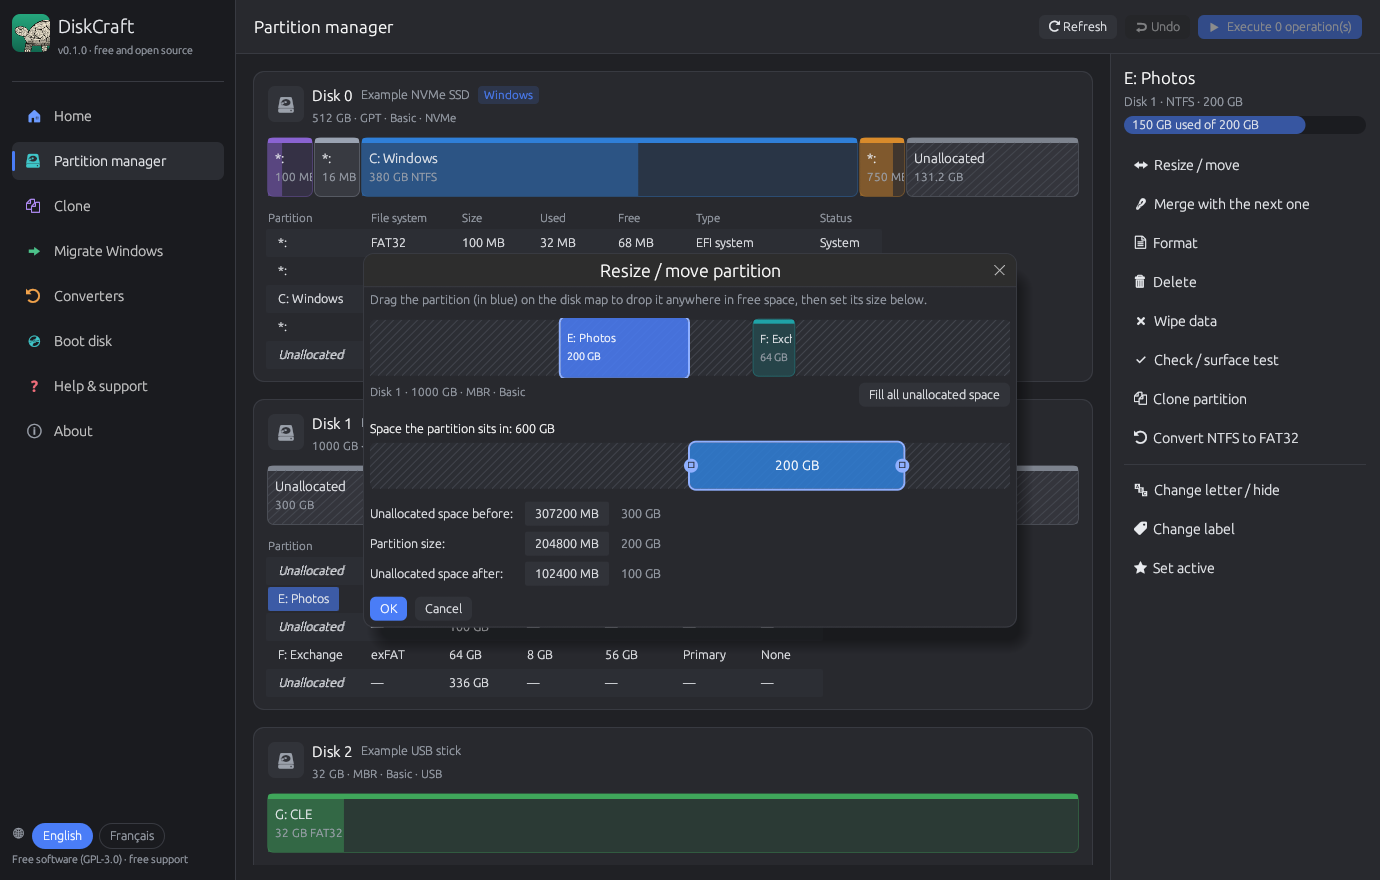 DiskCraft
v0.1.0 · free and open source
Home
Partition manager
Clone
Migrate Windows
Converters
Boot disk
Help & support
About
English Français
Free software (GPL-3.0) · free support
Partition manager
Refresh Undo Execute 0 operation(s)
Disk 0 Example NVMe SSD Windows
512 GB · GPT · Basic · NVMe
*: *: C: Windows *: Unallocated
100 MB 16 MB 380 GB NTFS 750 MB 131.2 GB
Partition File system Size Used Free Type Status
*: FAT32 100 MB 32 MB 68 MB EFI system System
*:
C: Windows
*:
Unallocated
Disk 1
1000 GB ·
Unallocated
300 GB
Partition
Unallocated
E: Photos
Unallocated — 100 GB — — — —
F: Exchange exFAT 64 GB 8 GB 56 GB Primary None
Unallocated — 336 GB — — — —
Disk 2 Example USB stick
32 GB · MBR · Basic · USB
G: CLE
32 GB FAT32
Resize / move partition
Drag the partition (in blue) on the disk map to drop it anywhere in free space, then set its size below.
E: Photos F: Exch
200 GB 64 GB
Disk 1 · 1000 GB · MBR · Basic
Fill all unallocated space
Space the partition sits in: 600 GB
200 GB
Unallocated space before: 307200 MB 300 GB
Partition size: 204800 MB 200 GB
Unallocated space after: 102400 MB 100 GB
OK Cancel
E: Photos
Disk 1 · NTFS · 200 GB
150 GB used of 200 GB
Resize / move
Merge with the next one
Format
Delete
Wipe data
Check / surface test
Clone partition
Convert NTFS to FAT32
Change letter / hide
Change label
Set active